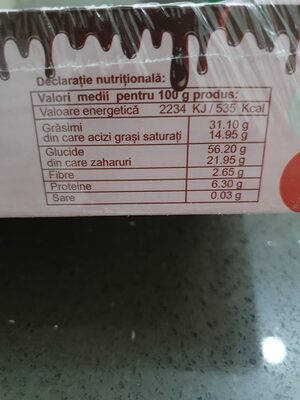 Declarație nutrițională:
Valori medii pentru 100 g produs:
Valoare energetică 2234 KJ / 535 Kcal
Grăsimi 31.10 g
din care acizi grași saturați 14.95 g
Glucide 56.20 g
din care zaharuri 21.95 g
Fibre 2.65 g
Proteine 6.30 g
Sare 0.03 g